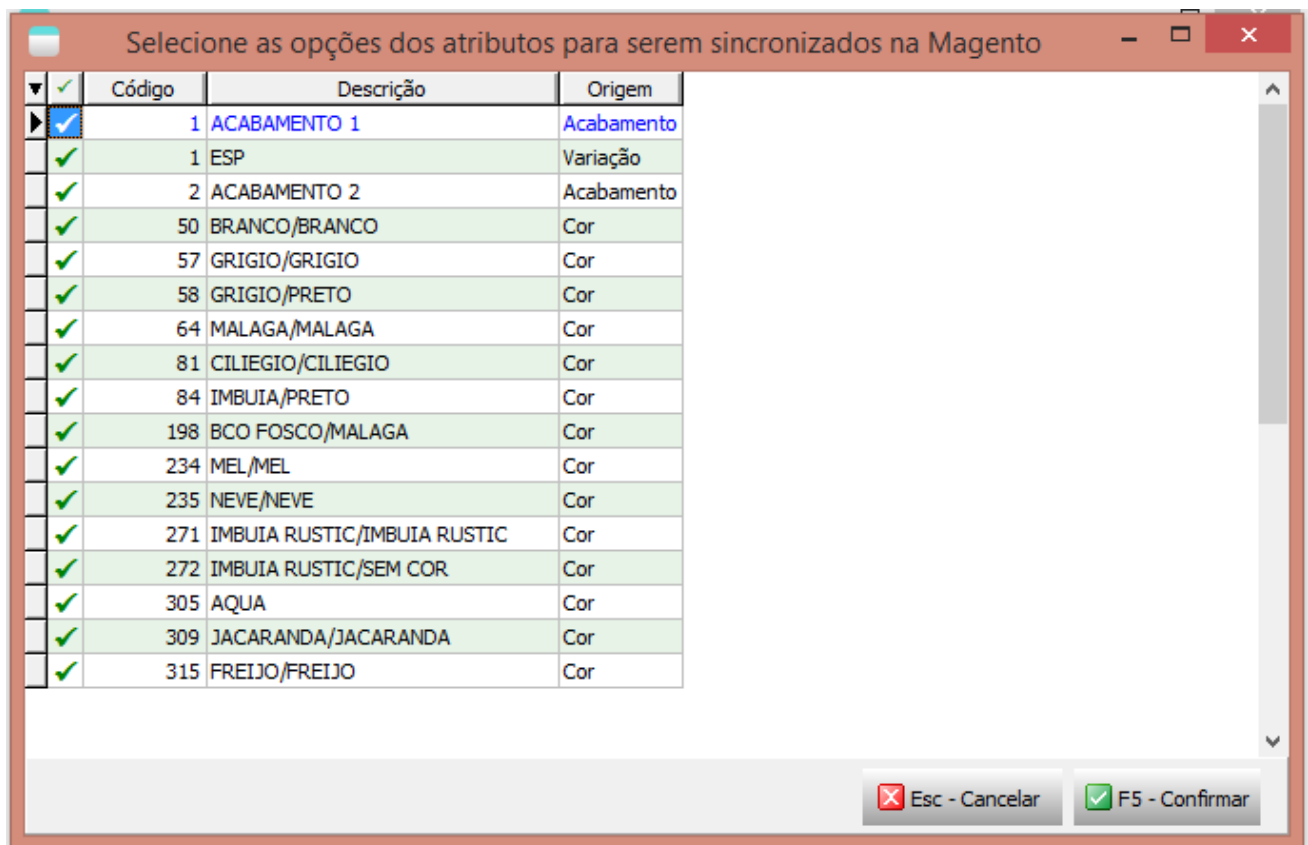 Selecione as opções dos atributos para serem sincronizados na Magento
Código Descrição Origem
1 ACABAMENTO 1 Acabamento
1 ESP Variação
2 ACABAMENTO 2 Acabamento
50 BRANCO/BRANCO Cor
57 GRIGIO/GRIGIO Cor
58 GRIGIO/PRETO Cor
64 MALAGA/MALAGA Cor
81 CILIEGIO/CILIEGIO Cor
84 IMBUIA/PRETO Cor
198 BCO FOSCO/MALAGA Cor
234 MEL/MEL Cor
235 NEVE/NEVE Cor
271 IMBUIA RUSTIC/IMBUIA RUSTIC Cor
272 IMBUIA RUSTIC/SEM COR Cor
305 AQUA Cor
309 JACARANDA/JACARANDA Cor
315 FREIJO/FREIJO Cor
Esc - Cancelar F5 - Confirmar